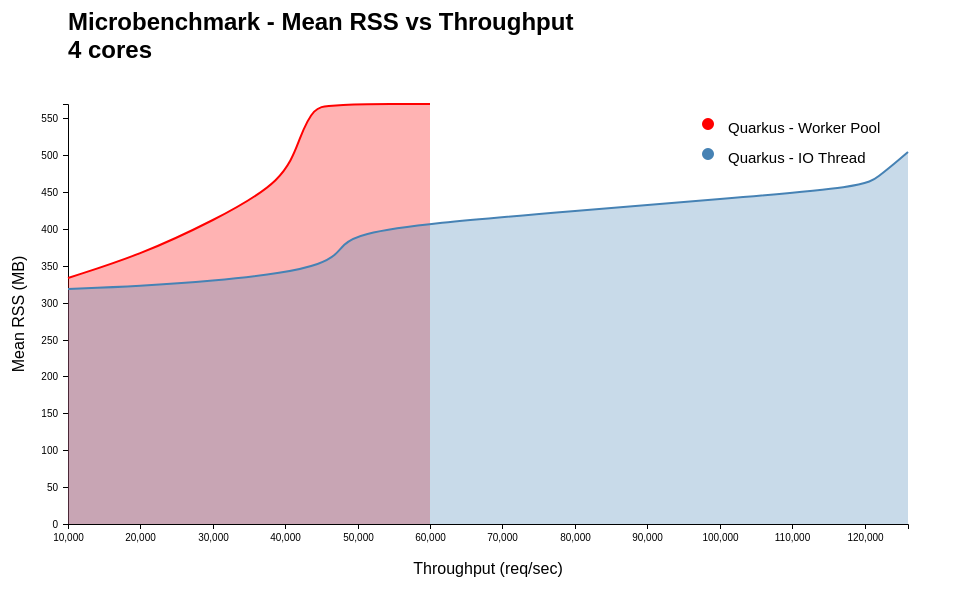 Microbenchmark - Mean RSS vs Throughput
4 cores
Quarkus - Worker Pool
Quarkus - IO Thread
Mean RSS (MB)
550
500
450
400
350
300
250
200
150
100
50
0
10,000 20,000 30,000 40,000 50,000 60,000 70,000 80,000 90,000 100,000 110,000 120,000
Throughput (req/sec)